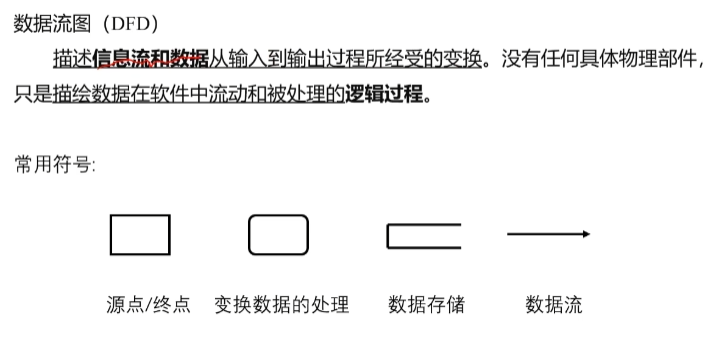 数据流图（DFD）
描述信息流和数据从输入到输出过程所经受的变换。没有任何具体物理部件，
只是描绘数据在软件中流动和被处理的逻辑过程。
常用符号:
源点/终点 变换数据的处理 数据存储 数据流